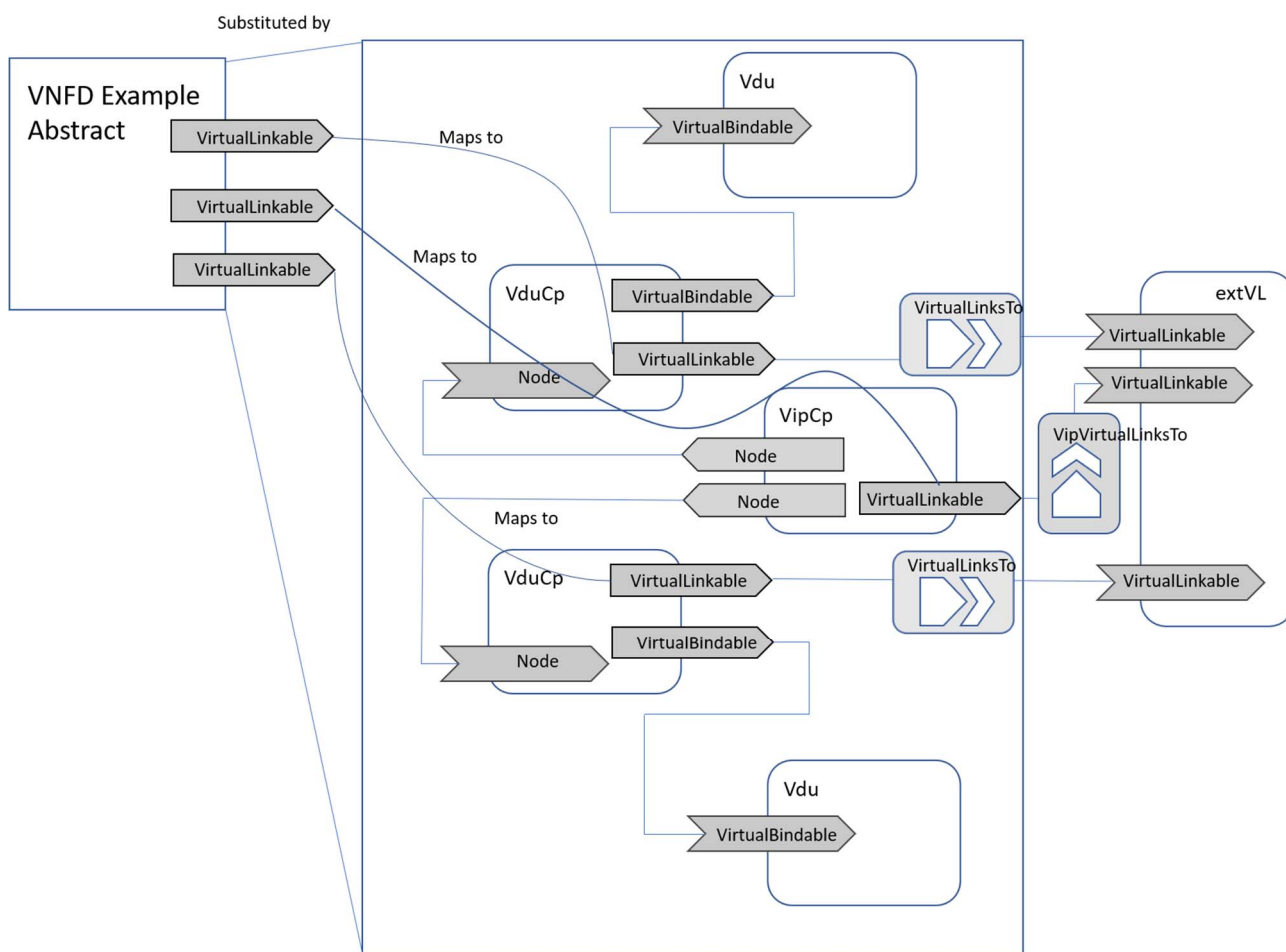 Substituted by
VNFD Example
Abstract
VirtualLinkable
VirtualLinkable
VirtualLinkable
Maps to
Maps to
Maps to
Vdu
VirtualBindable
VduCp
VirtualBindable
VirtualLinkable
Node
VirtualLinksTo
extVL
VirtualLinkable
VirtualLinkable
VipCp
Node
Node
VirtualLinkable
VipVirtualLinksTo
VduCp
VirtualLinkable
VirtualBindable
Node
VirtualLinksTo
VirtualLinkable
Vdu
VirtualBindable